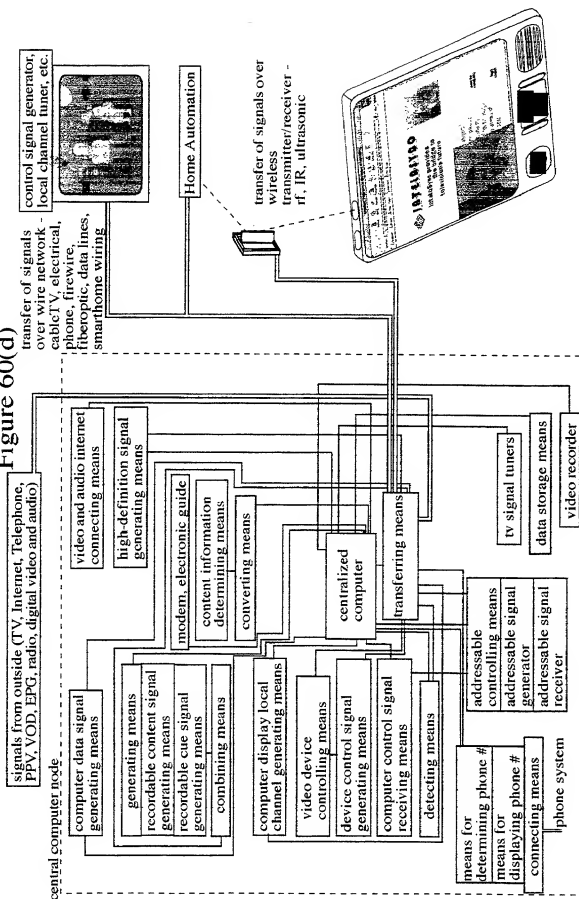 Figure 60(d)
signals from outside (TV, Internet, Telephone,
PPV, VOD, EPG, radio, digital video and audio)
central computer node
computer data signal
generating means
generating means
recordable content signal
generating means
recordable cue signal
generating means
combining means
computer display local
channel generating means
video device
controlling means
device control signal
generating means
computer control signal
receiving means
detecting means
means for
determining phone #
means for
displaying phone #
connecting means
phone system
video and audio internet
connecting means
high-definition signal
generating means
modem, electronic guide
content information
determining means
converting means
centralized
computer
transferring means
addressable
controlling means
addressable signal
generator
addressable signal
receiver
tv signal tuners
data storage means
video recorder
transfer of signals
over wire network -
cableTV, electrical,
phone, firewire,
fiberoptic, data lines,
smarthome wiring
control signal generator,
local channel tuner, etc.
Home Automation
transfer of signals over
wireless
transmitter/receiver -
rf, IR, ultrasonic